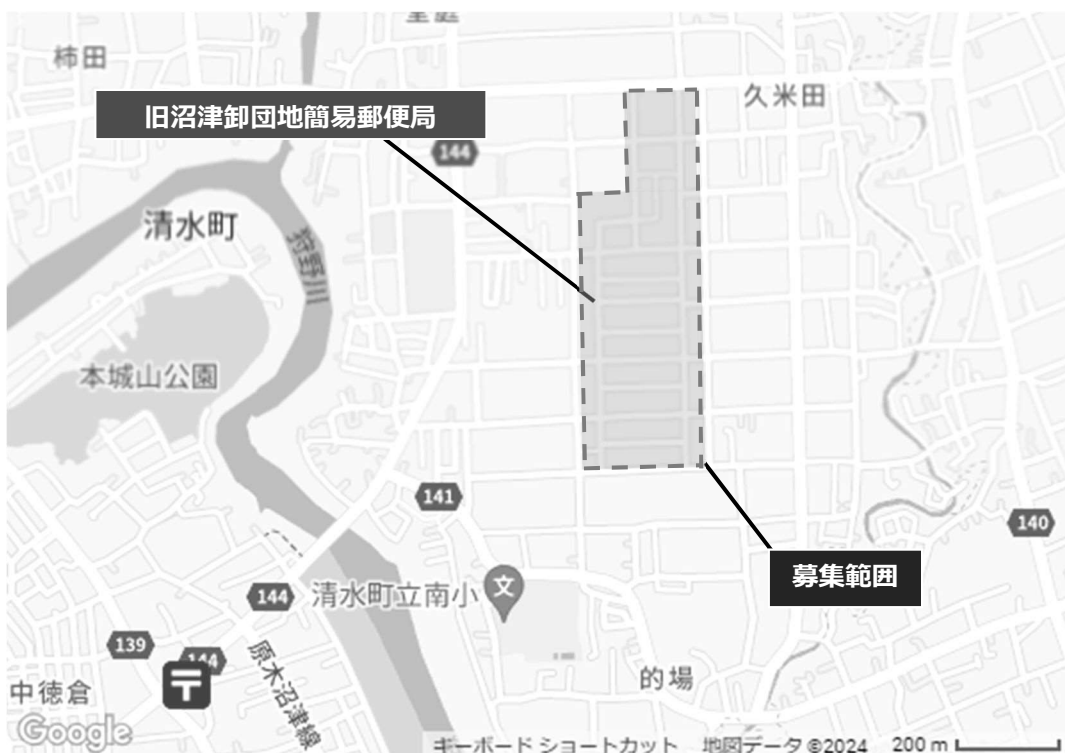 堂庭
柿田
久米田
旧沼津卸団地簡易郵便局
144
清水町
狩野川
本城山公園
141
140
募集範囲
144
清水町立南小
文
139
144
原木沼津線
中徳倉
的場
Google
キーボード ショートカット 地図データ ©2024 200 m